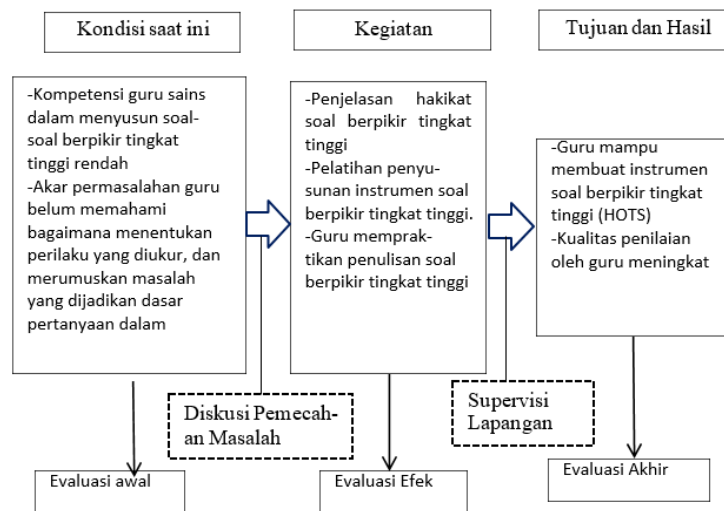 Kondisi saat ini
Kegiatan
Tujuan dan Hasil
-Kompetensi guru sains
dalam menyusun soal-
soal berpikir tingkat
tinggi rendah
-Akar permasalahan guru
belum memahami
bagaimana menentukan
perilaku yang diukur, dan
merumuskan masalah
yang dijadikan dasar
pertanyaan dalam
-Penjelasan hakikat
soal berpikir tingkat
tinggi
-Pelatihan penyu-
sunan instrumen soal
berpikir tingkat tinggi.
-Guru memprak-
tikan penulisan soal
berpikir tingkat tinggi
-Guru mampu
membuat instrumen
soal berpikir tingkat
tinggi (HOTS)
-Kualitas penilaian
oleh guru meningkat
Diskusi Pemecah-
an Masalah
Supervisi
Lapangan
Evaluasi awal
Evaluasi Efek
Evaluasi Akhir